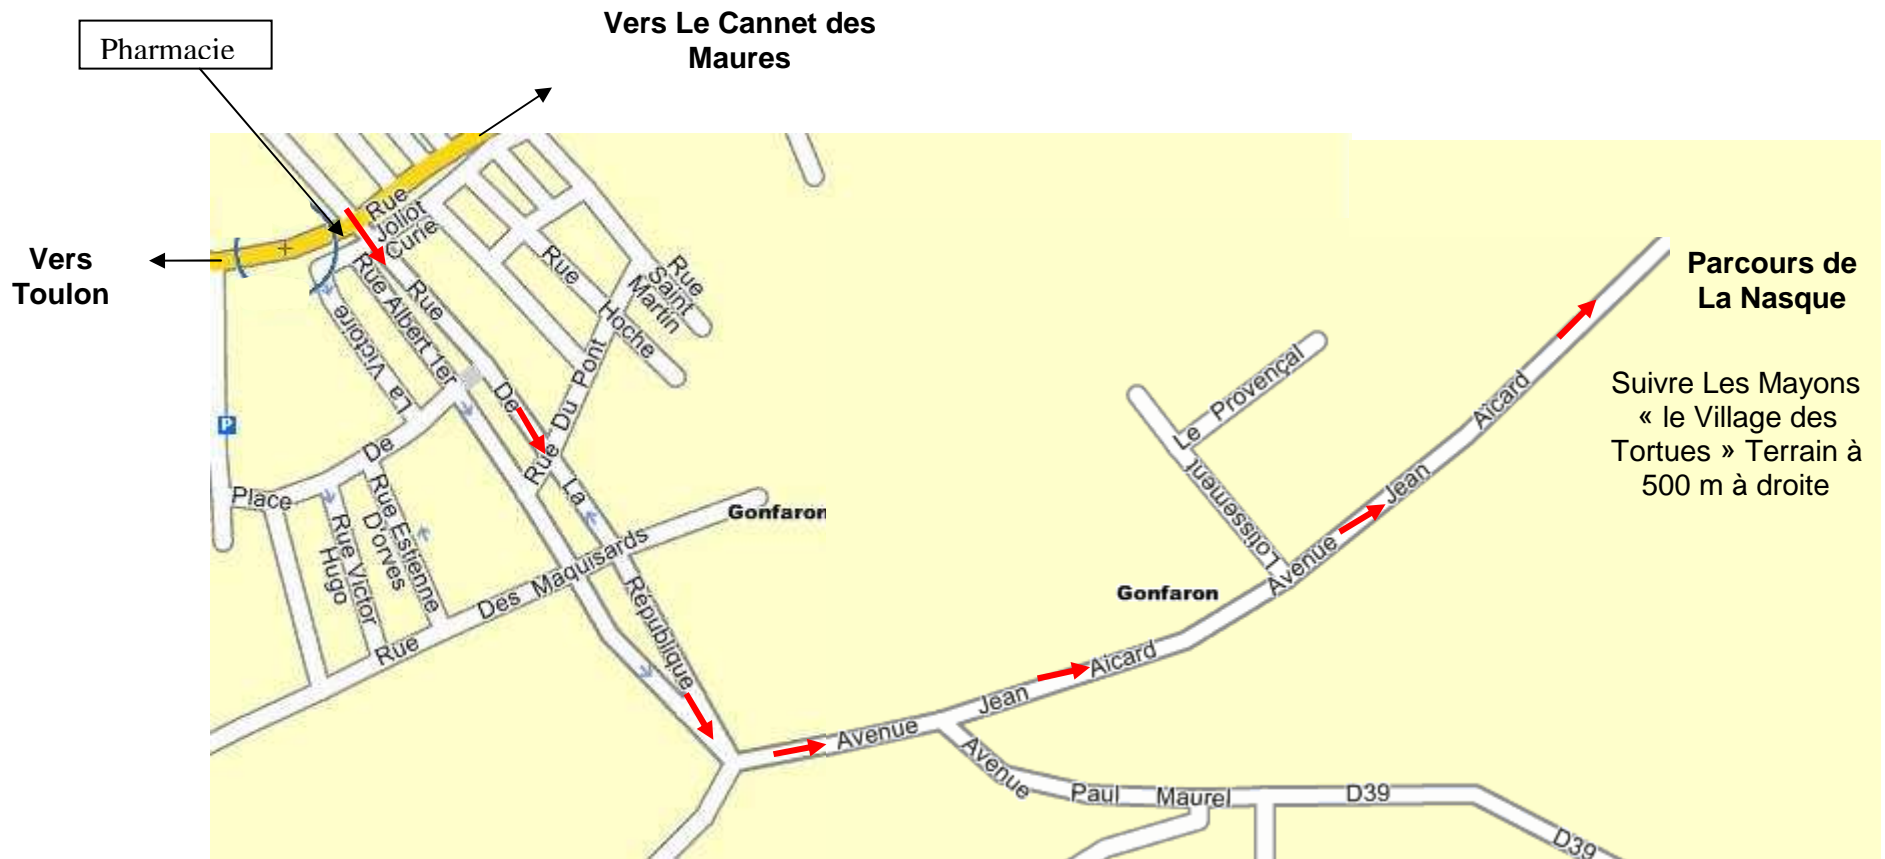 Vers Le Cannet des
Maures
Pharmacie
Vers
Toulon
Rue
Joliot
Curie
Rue Albert 1er
Rue
De
La
République
La Victoire
De
Place
Rue
Hoche
Rue
Saint
Martin
Rue Du Pont
Rue Estienne
D'orves
Rue Victor
Hugo
Rue
Des Maquisards
P
Gonfaron
Gonfaron
Le Provençal
Lotissement
Avenue
Jean
Aicard
Avenue
Jean
Aicard
Avenue
Paul
Maurel
D39
D39
Parcours de
La Nasque
Suivre Les Mayons
« le Village des
Tortues » Terrain à
500 m à droite